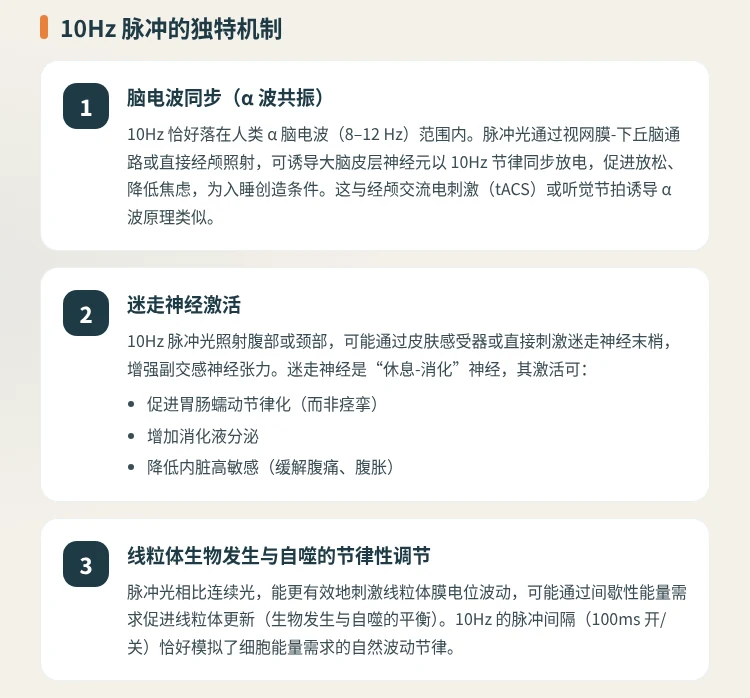 10Hz 脉冲的独特机制
1
脑电波同步（α 波共振）
10Hz 恰好落在人类 α 脑电波（8–12 Hz）范围内。脉冲光通过视网膜-下丘脑通
路或直接经颅照射，可诱导大脑皮层神经元以 10Hz 节律同步放电，促进放松、
降低焦虑，为入睡创造条件。这与经颅交流电刺激（tACS）或听觉节拍诱导 α
波原理类似。
2
迷走神经激活
10Hz 脉冲光照射腹部或颈部，可能通过皮肤感受器或直接刺激迷走神经末梢，
增强副交感神经张力。迷走神经是“休息-消化”神经，其激活可：
• 促进胃肠蠕动节律化（而非痉挛）
• 增加消化液分泌
• 降低内脏高敏感（缓解腹痛、腹胀）
3
线粒体生物发生与自噬的节律性调节
脉冲光相比连续光，能更有效地刺激线粒体膜电位波动，可能通过间歇性能量需
求促进线粒体更新（生物发生与自噬的平衡）。10Hz 的脉冲间隔（100ms 开/
关）恰好模拟了细胞能量需求的自然波动节律。